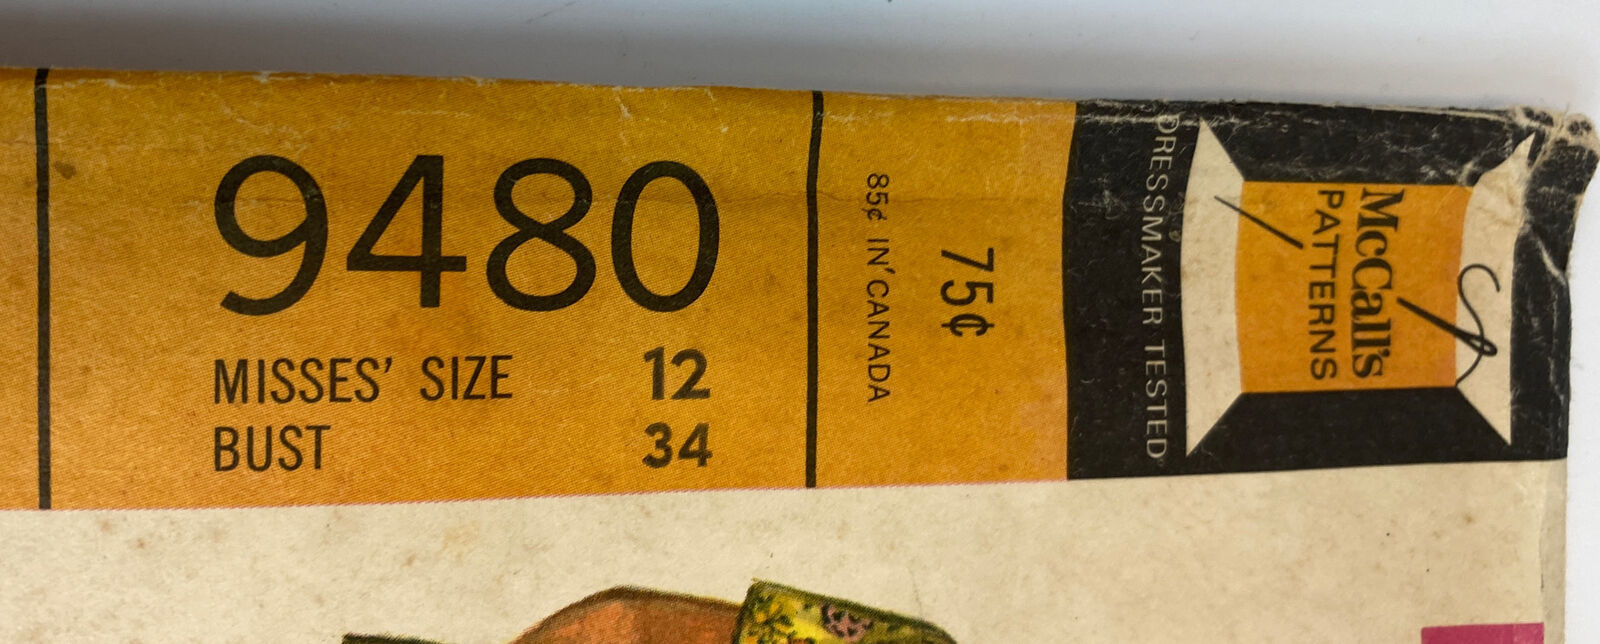 9480
MISSES' SIZE 12
BUST 34
75¢
85¢ IN CANADA
DRESSMAKER TESTED
McCall's
PATTERNS